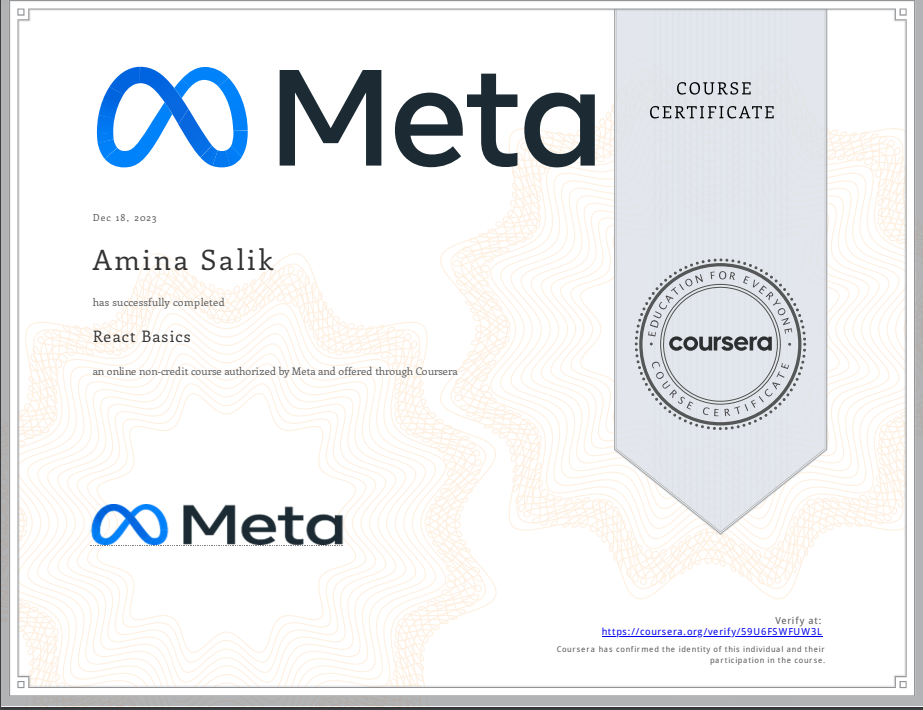 Meta
COURSE
CERTIFICATE
Dec 18, 2023
Amina Salik
has successfully completed
React Basics
an online non-credit course authorized by Meta and offered through Coursera
EDUCATION FOR EVERYONE
coursera
COURSE CERTIFICATE
Meta
Verify at:
https://coursera.org/verify/59U6FSWFUW3L
Coursera has confirmed the identity of this individual and their
participation in the course.